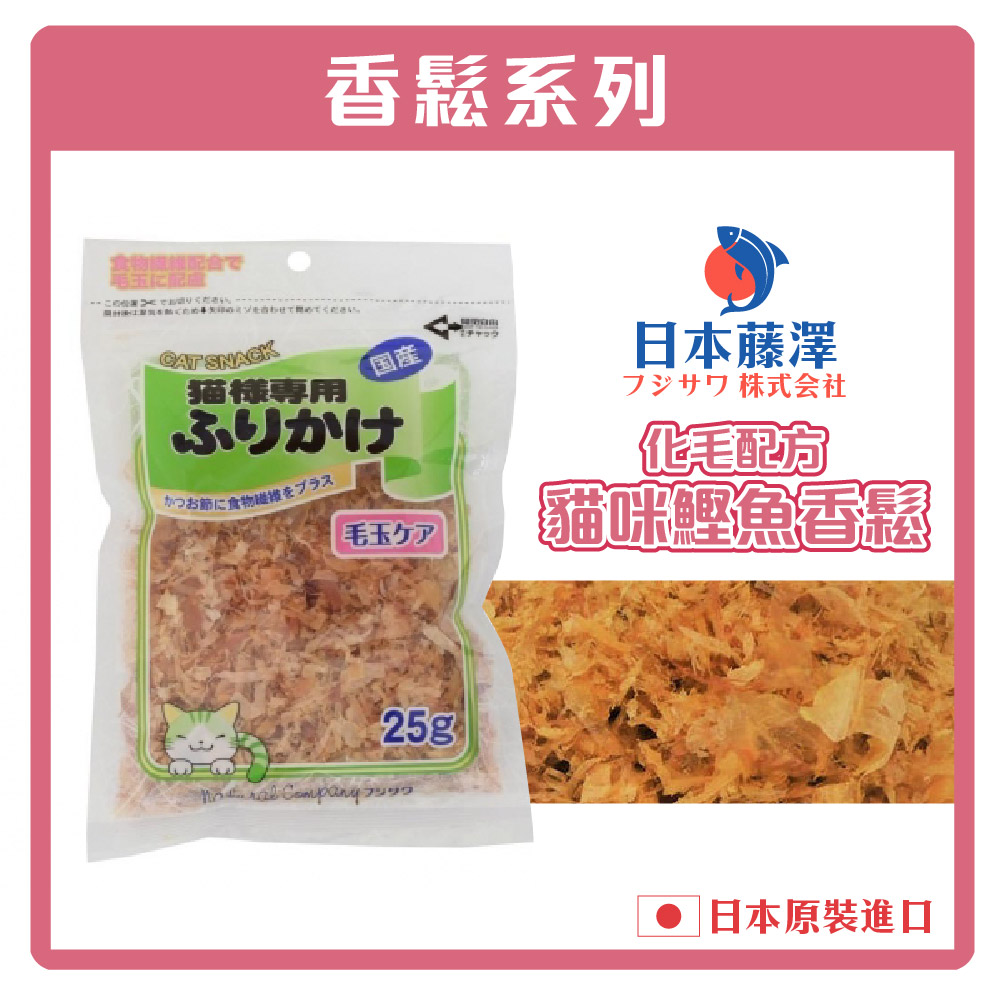 香鬆系列
食物繊維配合で
毛玉に配慮
CAT SNACK
国産
猫様専用
ふりかけ
かつお節に食物繊維をプラス
毛玉ケア
25g
natural Company フジサワ
日本藤澤
フジサワ 株式会社
化毛配方
貓咪鰹魚香鬆
日本原裝進口